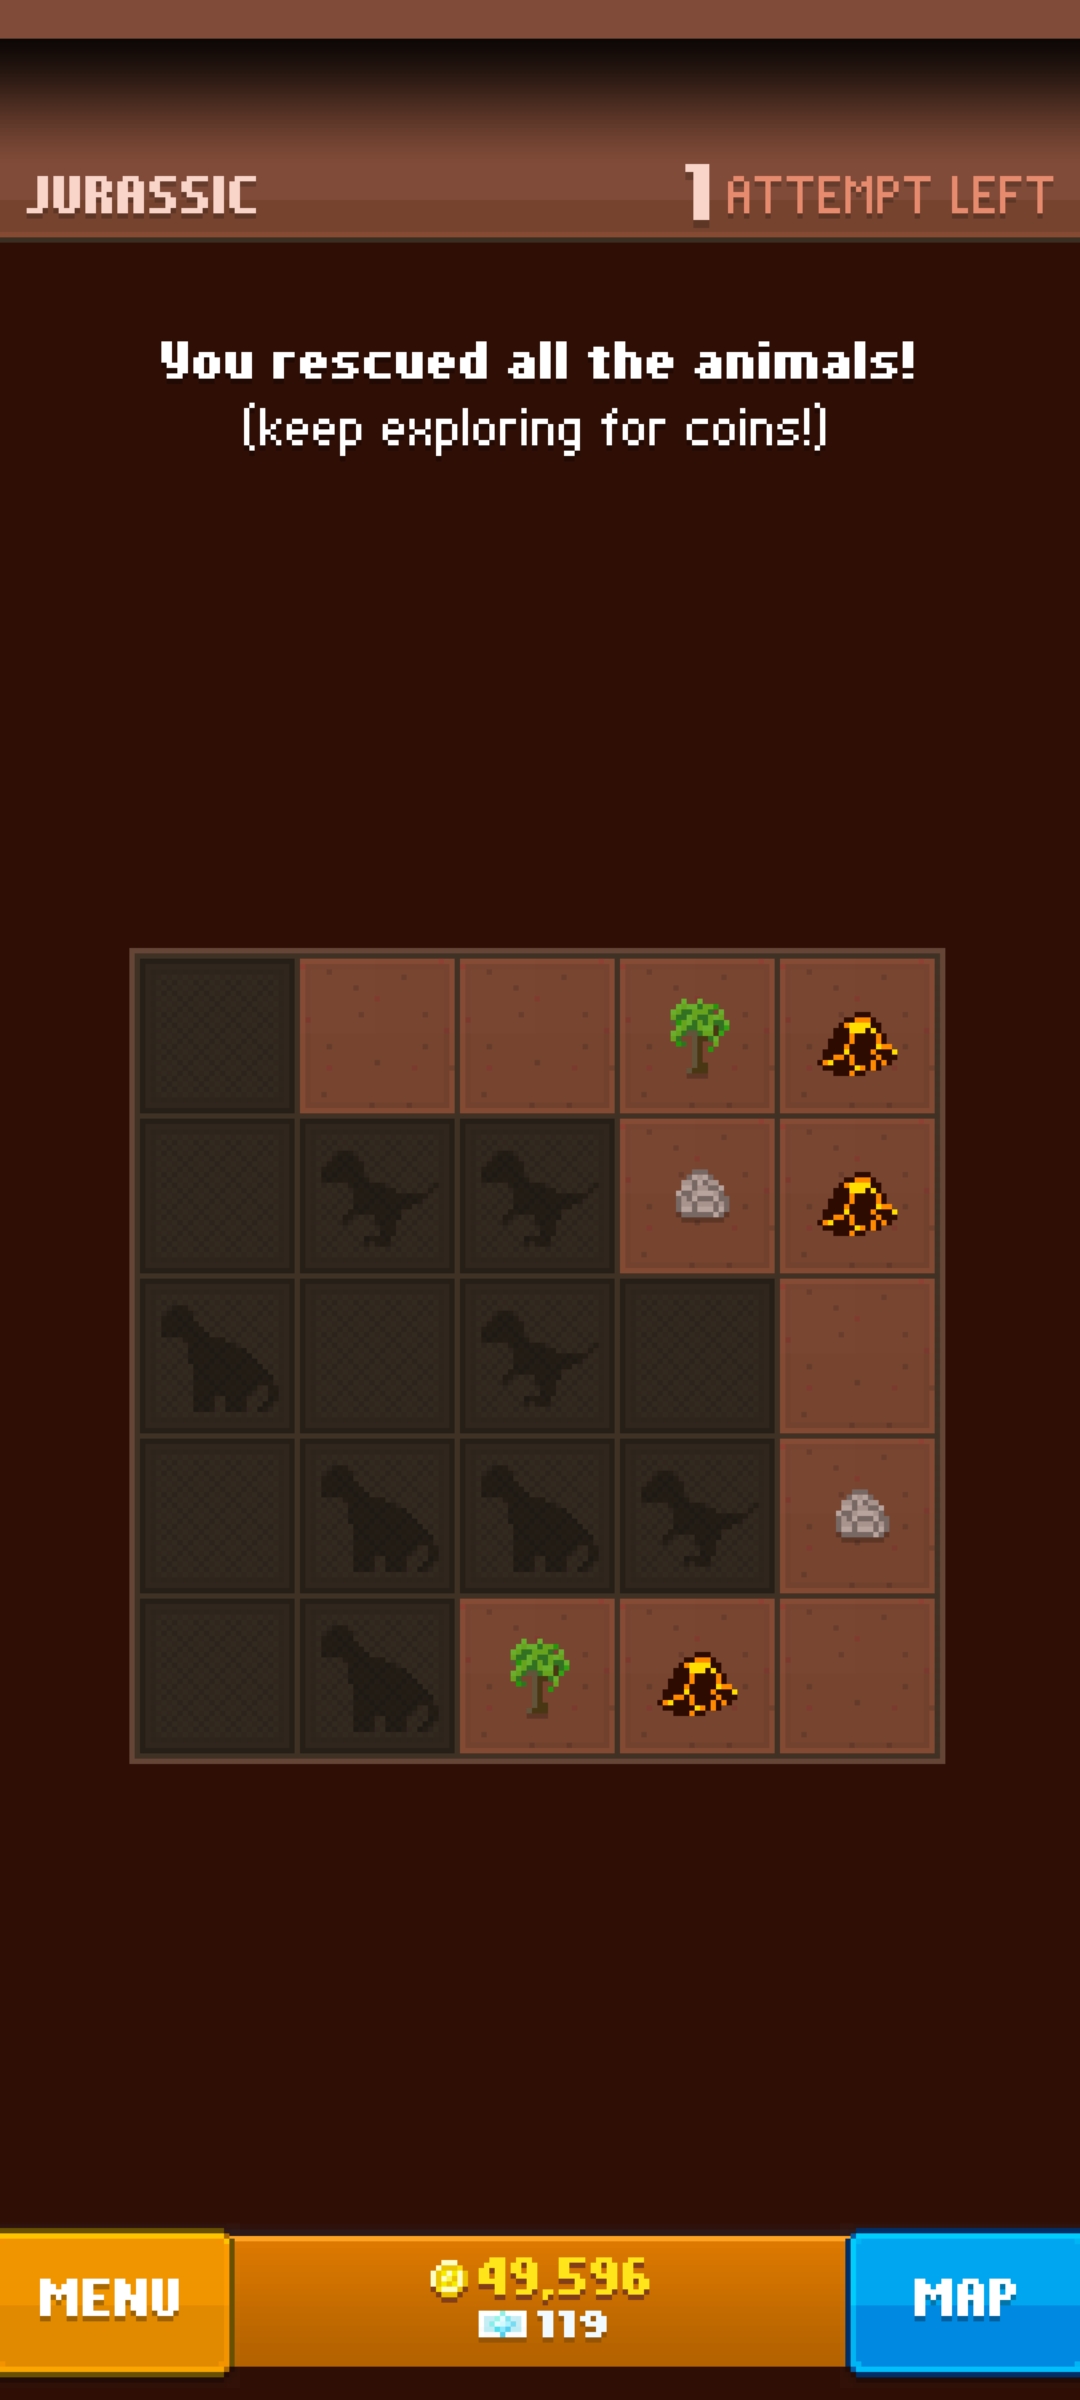 JURASSIC
1 ATTEMPT LEFT
You rescued all the animals!
(keep exploring for coins!)
MENU
49,596
119
MAP